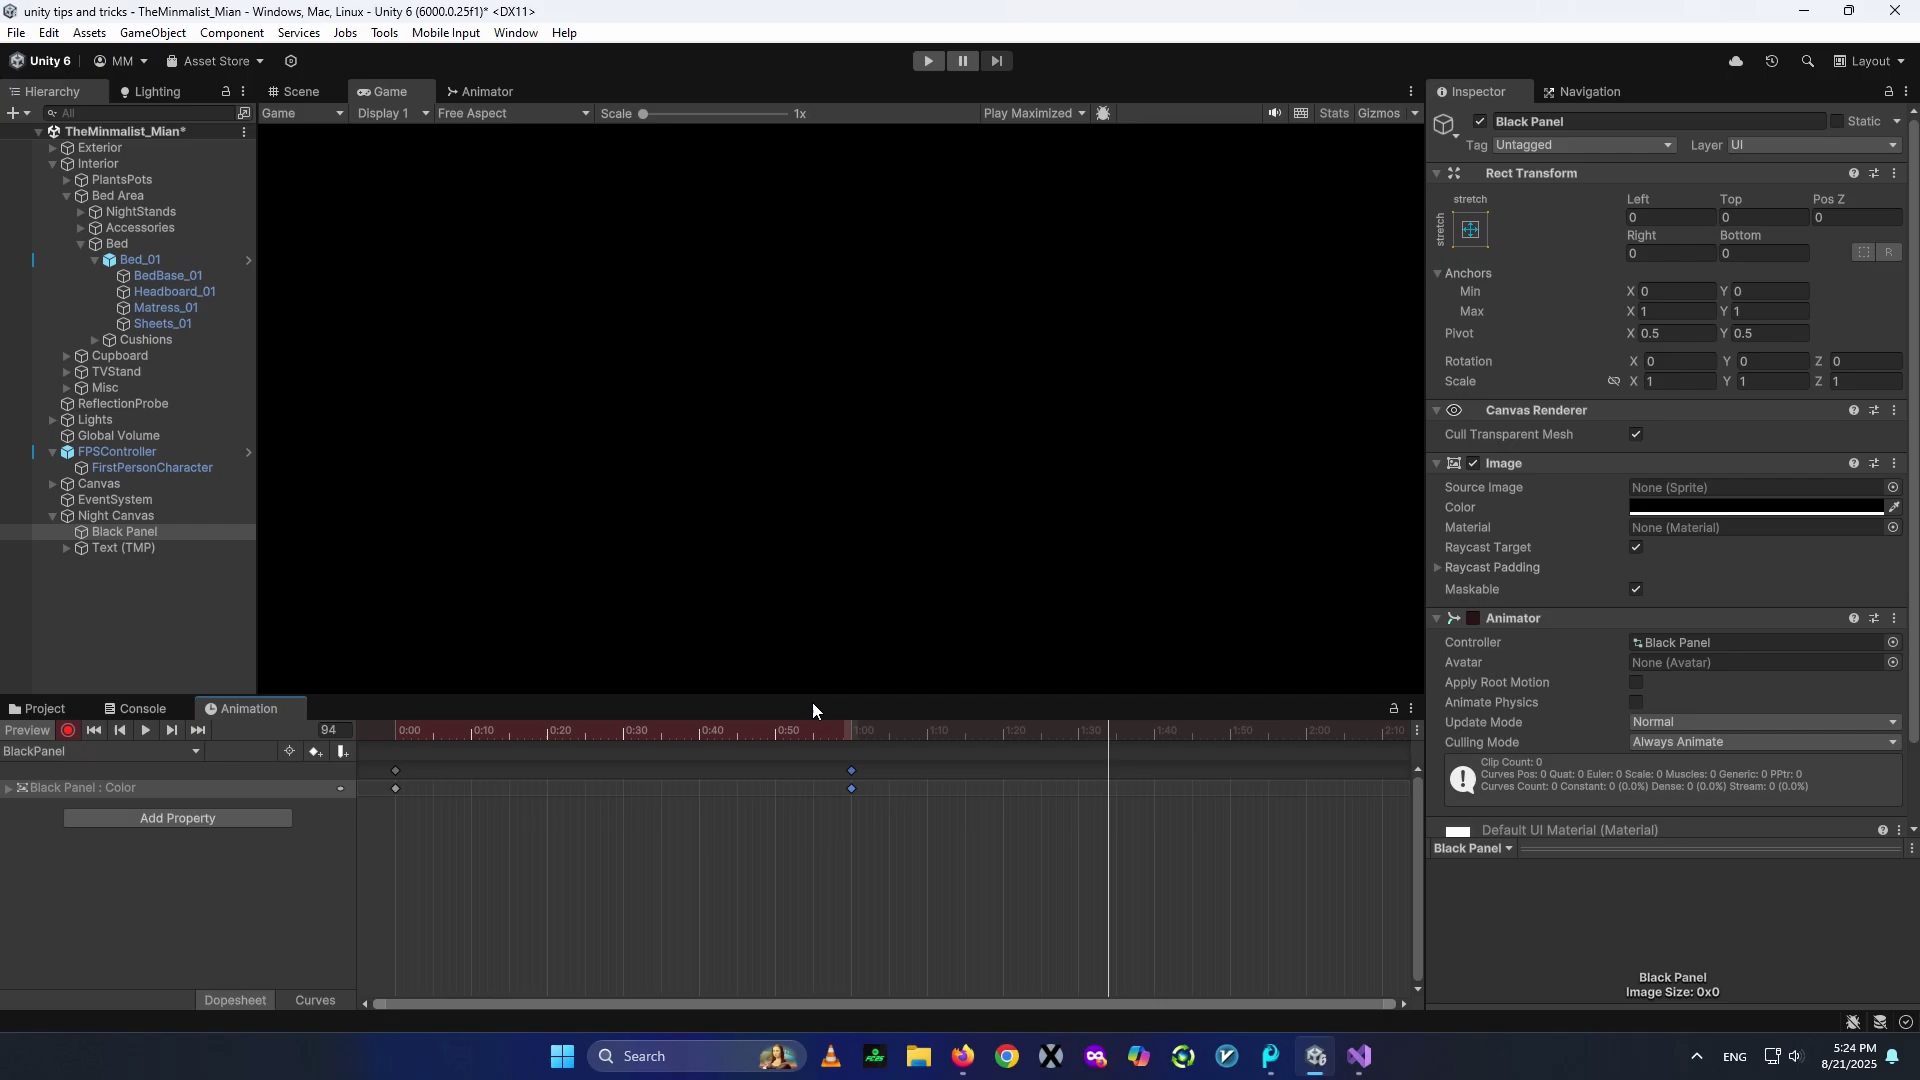 unity tips and tricks - TheMinmalist_Mian - Windows, Mac, Linux - Unity 6 (6000.0.25f1)* <DX11>
File Edit Assets GameObject Component Services Jobs Tools Mobile Input Window Help
Unity 6 MM Asset Store Layout
Hierarchy Lighting Scene Game Animator Inspector Navigation
All Game Display 1 Free Aspect Scale 1x Play Maximized Stats Gizmos
TheMinmalist_Mian*
Exterior
Interior
PlantsPots
Bed Area
NightStands
Accessories
Bed
Bed_01
BedBase_01
Headboard_01
Matress_01
Sheets_01
Cushions
Cupboard
TVStand
Misc
ReflectionProbe
Lights
Global Volume
FPSController
FirstPersonCharacter
Canvas
EventSystem
Night Canvas
Black Panel
Text (TMP)
Black Panel Static
Tag Untagged Layer UI
Rect Transform
stretch Left Top Pos Z
stretch 0 0 0
Right Bottom
0 0 R
Anchors
Min X 0 Y 0
Max X 1 Y 1
Pivot X 0.5 Y 0.5
Rotation X 0 Y 0 Z 0
Scale X 1 Y 1 Z 1
Canvas Renderer
Cull Transparent Mesh
Image
Source Image None (Sprite)
Color
Material None (Material)
Raycast Target
Raycast Padding
Maskable
Animator
Controller Black Panel
Avatar None (Avatar)
Apply Root Motion
Animate Physics
Update Mode Normal
Culling Mode Always Animate
Clip Count: 0
Curves Pos: 0 Quat: 0 Euler: 0 Scale: 0 Muscles: 0 Generic: 0 PPtr: 0
Curves Count: 0 Constant: 0 (0.0%) Dense: 0 (0.0%) Stream: 0 (0.0%)
Default UI Material (Material)
Black Panel
Black Panel
Image Size: 0x0
Project Console Animation
Preview 94 0:00 0:10 0:20 0:30 0:40 0:50 1:00 1:10 1:20 1:30 1:40 1:50 2:00 2:10
BlackPanel
Black Panel : Color
Add Property
Dopesheet Curves
Search FC25 ENG 5:24 PM
8/21/2025